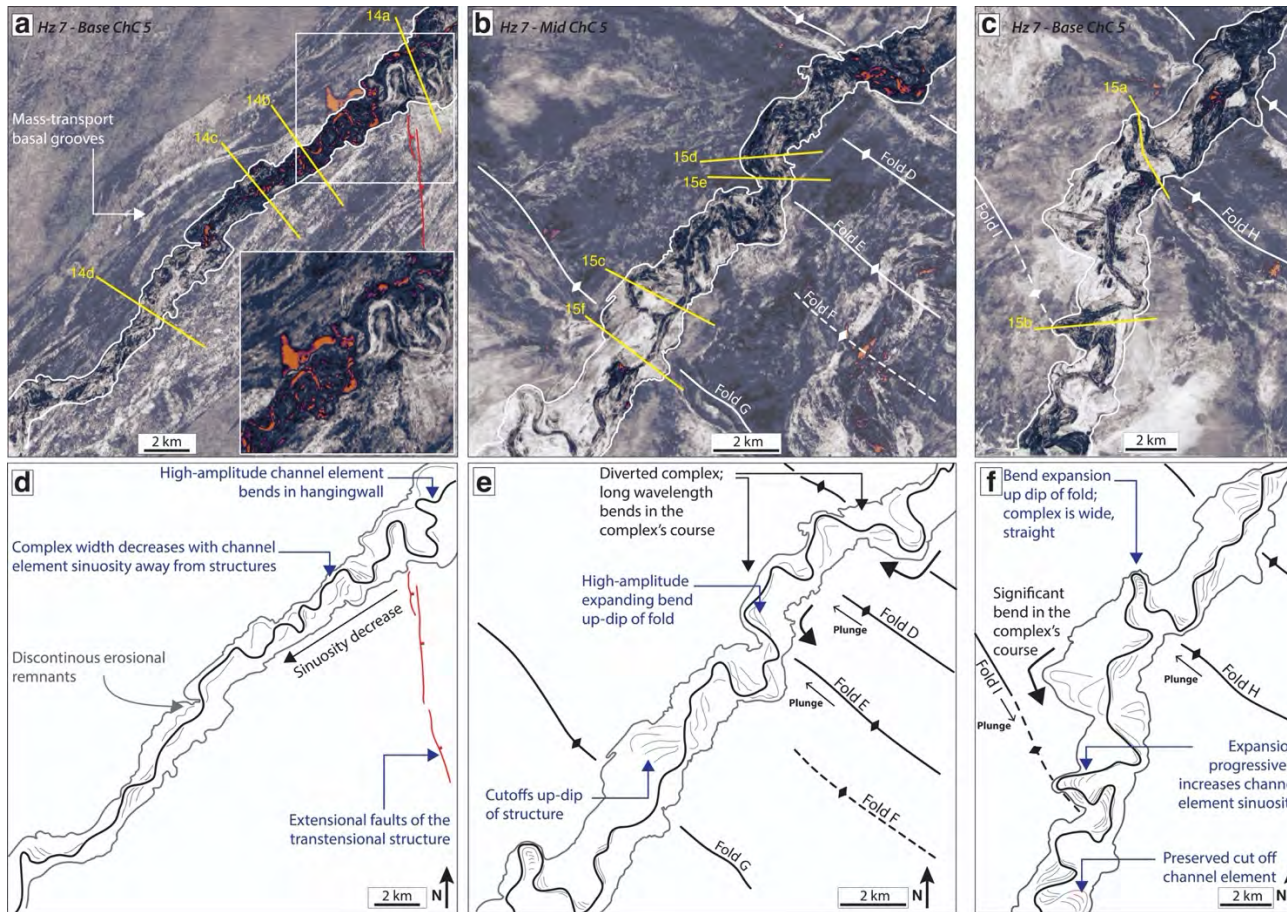 a
Hz 7 - Base ChC 5
14a
14b
14c
Mass-transport
basal grooves
14d
2 km
b
Hz 7 - Mid ChC 5
15d
15e
Fold D
Fold E
15c
Fold F
15f
Fold G
2 km
c
Hz 7 - Base ChC 5
15a
Fold I
Fold H
15b
2 km
d
High-amplitude channel element
bends in hangingwall
Complex width decreases with channel
element sinuosity away from structures
Sinuosity decrease
Discontinous erosional
remnants
Extensional faults of the
transtensional structure
2 km
N
e
Diverted complex;
long wavelength
bends in the
complex's course
High-amplitude
expanding bend
up-dip of fold
Plunge
Fold D
Plunge
Fold E
Cutoffs up-dip
of structure
Fold F
Fold G
2 km
N
f
Bend expansion
up dip of fold;
complex is wide,
straight
Significant
bend in the
complex's
course
Fold I
Plunge
Plunge
Fold H
Expansio
progressive
increases chann
element sinuosit
Preserved cut off
channel element
2 km
N